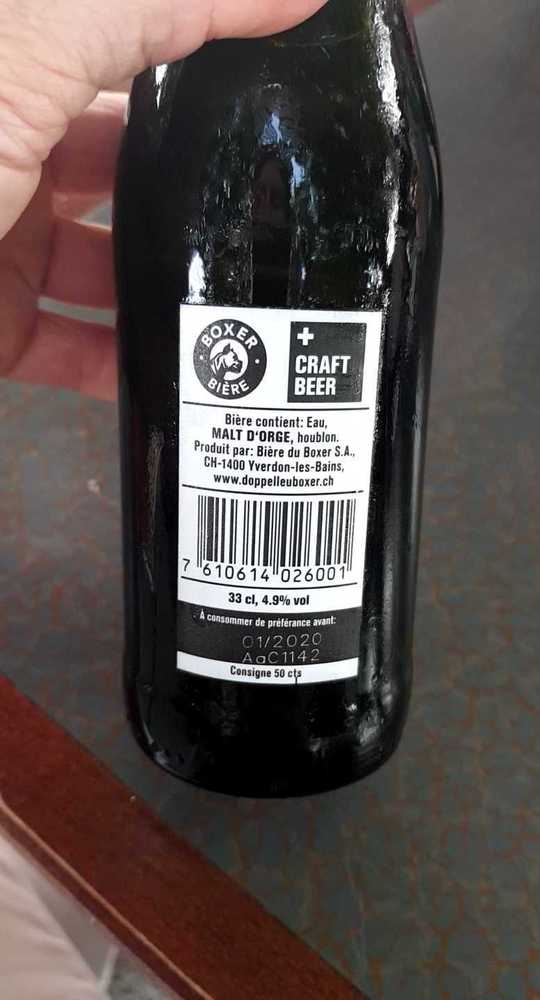 BOXER
BIÈRE
+
CRAFT
BEER
Bière contient: Eau,
MALT D'ORGE, houblon.
Produit par: Bière du Boxer S.A.,
CH-1400 Yverdon-les-Bains,
www.doppelleuboxer.ch
7 610614 026001
33 cl, 4.9% vol
À consommer de préférance avant:
01/2020
AaC1142
Consigne 50 cts